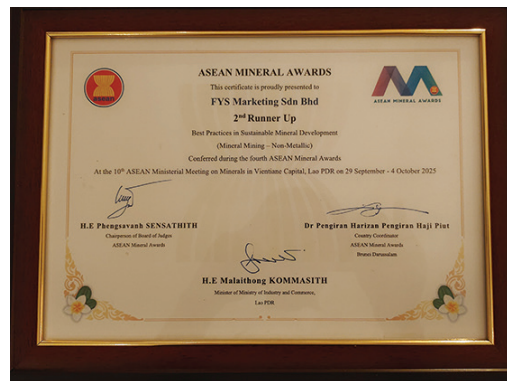 ASEAN MINERAL AWARDS
This certificate is proudly presented to
FYS Marketing Sdn Bhd
2nd Runner Up
Best Practices in Sustainable Mineral Development
(Mineral Mining – Non-Metallic)
Conferred during the fourth ASEAN Mineral Awards
At the 10th ASEAN Ministerial Meeting on Minerals in Vientiane Capital, Lao PDR on 29 September - 4 October 2025
ASEAN MINERAL AWARDS
H.E Phengsavanh SENSATHITH
Chairperson of Board of Judges
ASEAN Mineral Awards
Dr Pengiran Harizan Pengiran Haji Pint
Country Coordinator
ASEAN Mineral Awards
Brunei Darussalam
H.E Malaithong KOMMASITH
Minister of Ministry of Industry and Commerce,
Lao PDR